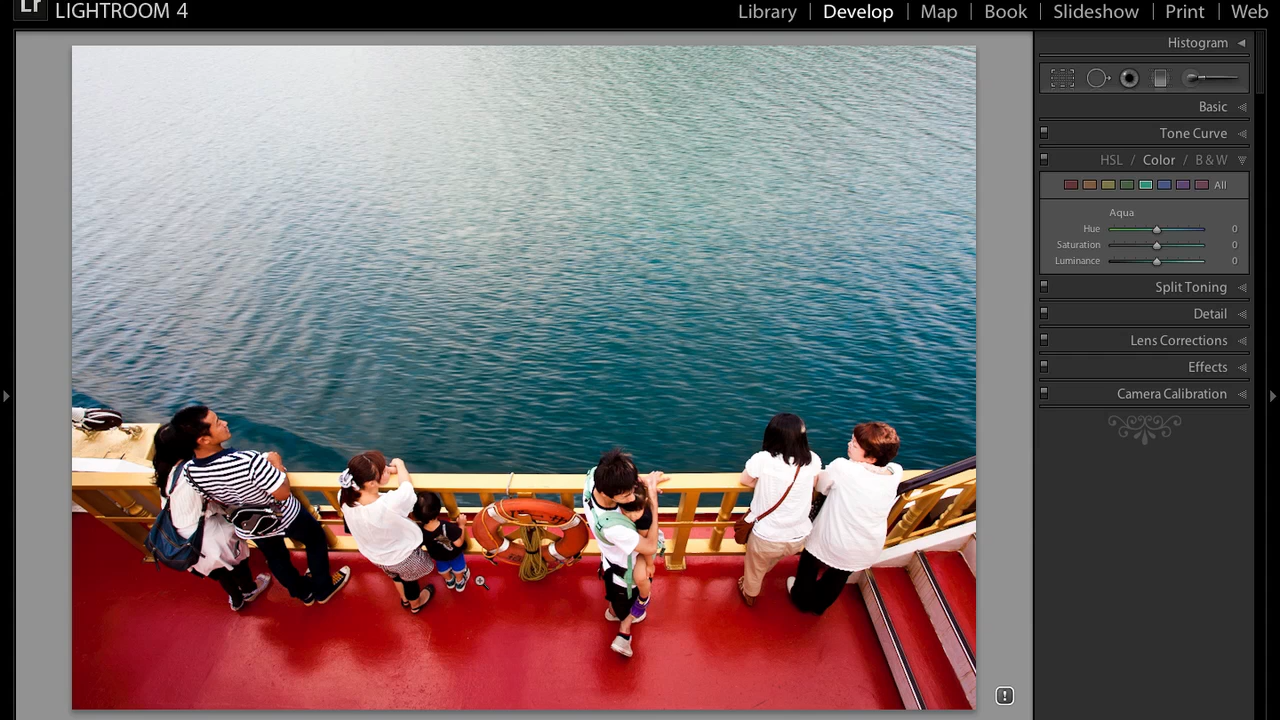 Lr LIGHTROOM 4
Library | Develop | Map | Book | Slideshow | Print | Web
Histogram
Basic
Tone Curve
HSL / Color / B & W
All
Aqua
Hue 0
Saturation 0
Luminance 0
Split Toning
Detail
Lens Corrections
Effects
Camera Calibration
!